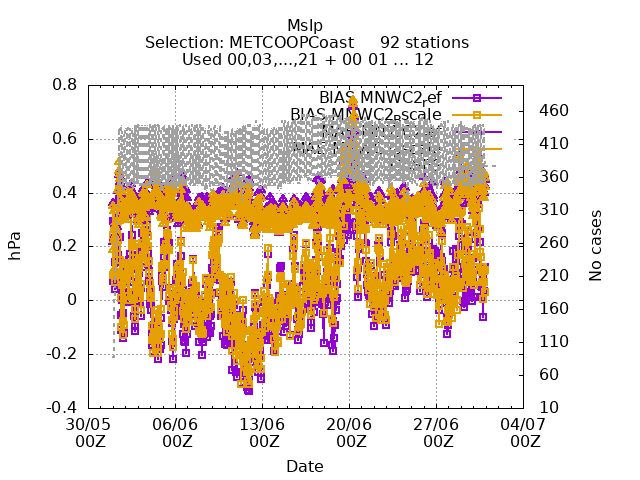 Mslp
Selection: METCOOPCoast 92 stations
Used 00,03,...,21 + 00 01 ... 12
0.8
0.6
0.4
0.2
0
-0.2
-0.4
hPa
460
410
360
310
260
210
160
110
60
10
No cases
30/05 06/06 13/06 20/06 27/06 04/07
00Z 00Z 00Z 00Z 00Z 00Z
Date